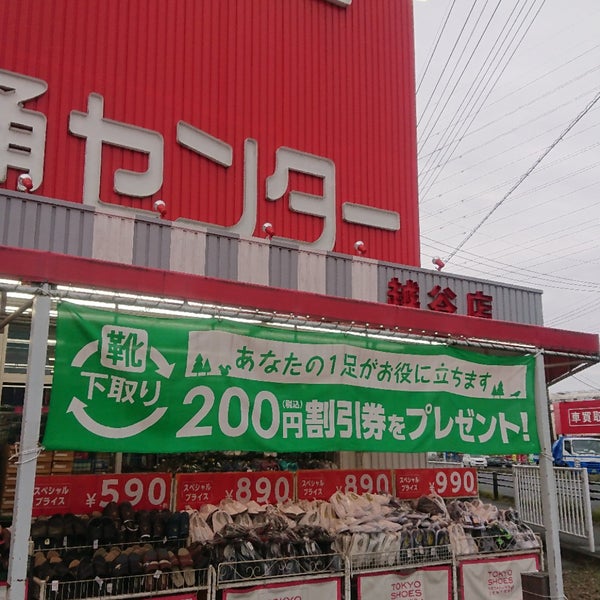 通センター
越谷店
靴
下取り
あなたの1足がお役に立ちます
200円(税込)割引券をプレゼント!
車買取
スペシャル
プライス
¥590
スペシャル
プライス
¥890
スペシャル
プライス
¥890
スペシャル
プライス
¥990
TOKYO
SHOES
TOKYO
SHOES